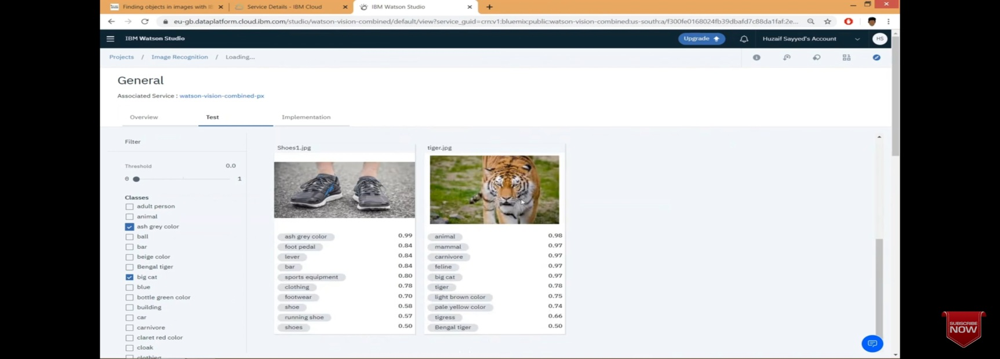 Finding objects in images with IB
Service Details - IBM Cloud
IBM Watson Studio
eu-gb.dataplatform.cloud.ibm.com/studio/watson-vision-combined/default/view?service_guid=crn:v1:bluemix:public:watson-vision-combined:us-south:a/f300fe0168024fb39dbafd7c88da1faf:2e...
IBM Watson Studio
Upgrade
Huzaif Sayyed's Account
HS
Projects / Image Recognition / Loading...
General
Associated Service : watson-vision-combined-px
Overview
Test
Implementation
Filter
Threshold 0.0
0 1
Classes
adult person
animal
ash grey color
ball
bar
beige color
Bengal tiger
big cat
blue
bottle green color
building
car
carnivore
claret red color
cloak
clothing
Shoes1.jpg
ash grey color 0.99
foot pedal 0.84
lever 0.84
bar 0.84
sports equipment 0.80
clothing 0.78
footwear 0.70
shoe 0.58
running shoe 0.57
shoes 0.50
tiger.jpg
animal 0.98
mammal 0.97
carnivore 0.97
feline 0.97
big cat 0.97
tiger 0.78
light brown color 0.75
pale yellow color 0.74
tigress 0.66
Bengal tiger 0.50
SUBSCRIBE
NOW